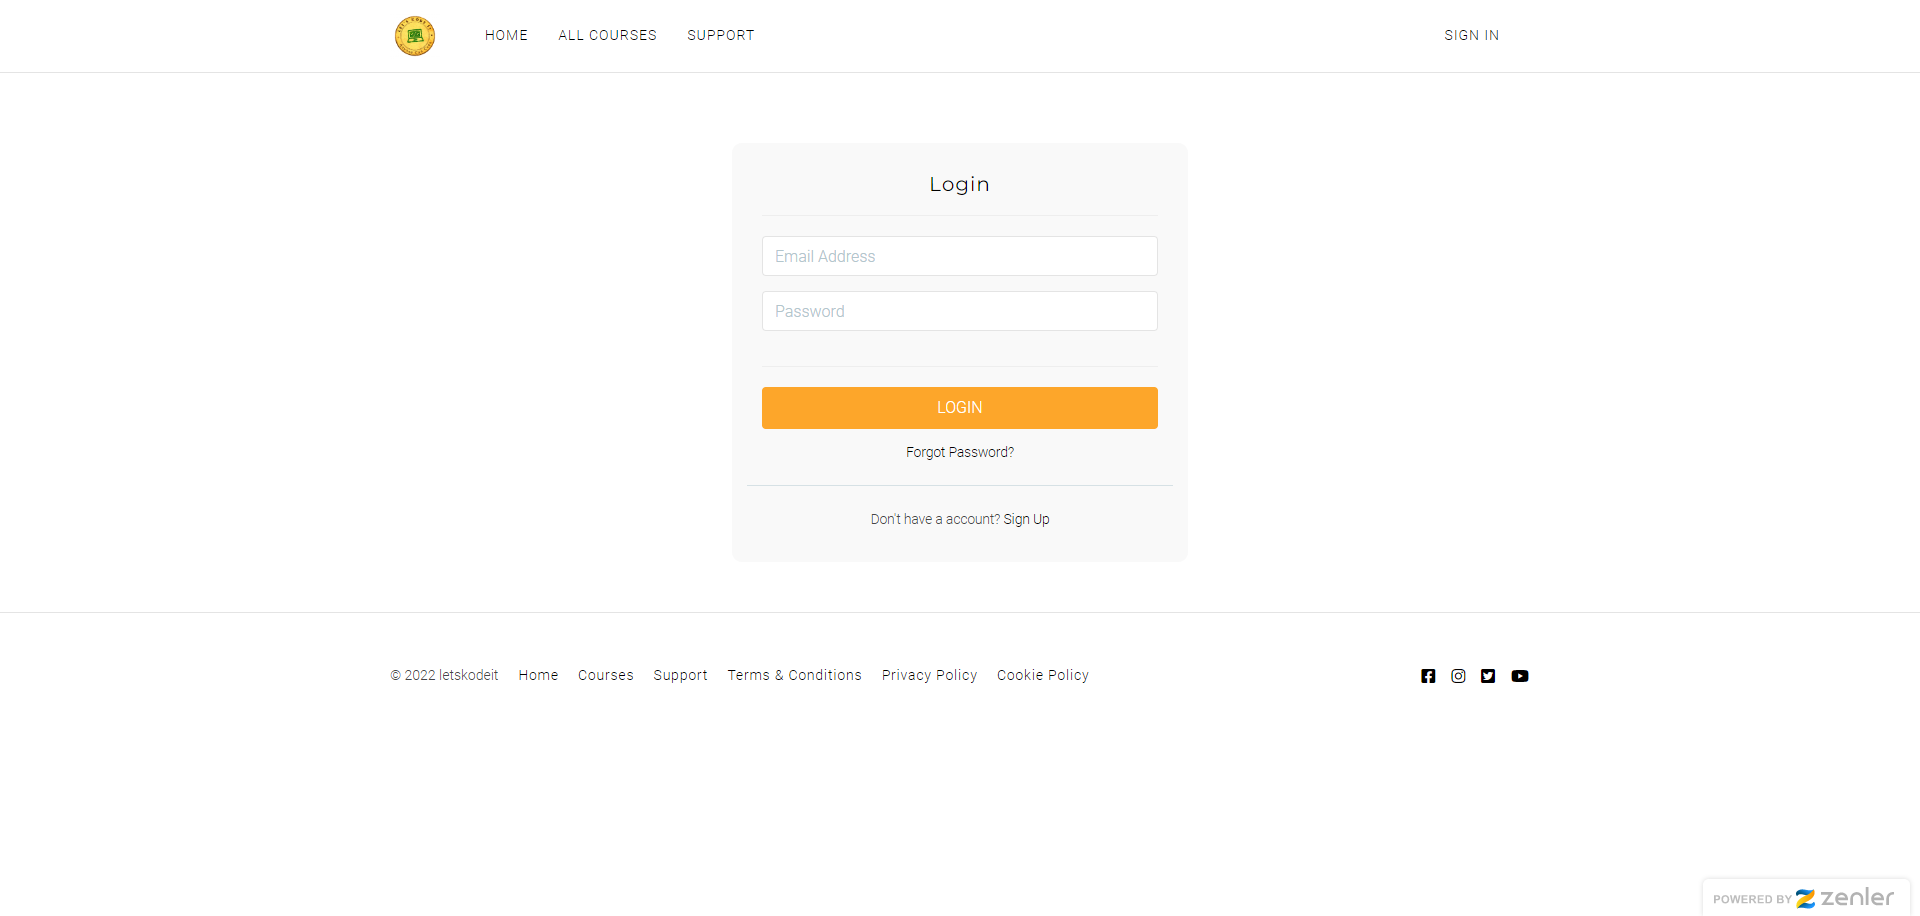 HOME ALL COURSES SUPPORT SIGN IN
Login
Email Address
Password
LOGIN
Forgot Password?
Don't have a account? Sign Up
© 2022 letskodeit Home Courses Support Terms & Conditions Privacy Policy Cookie Policy
POWERED BY zenler